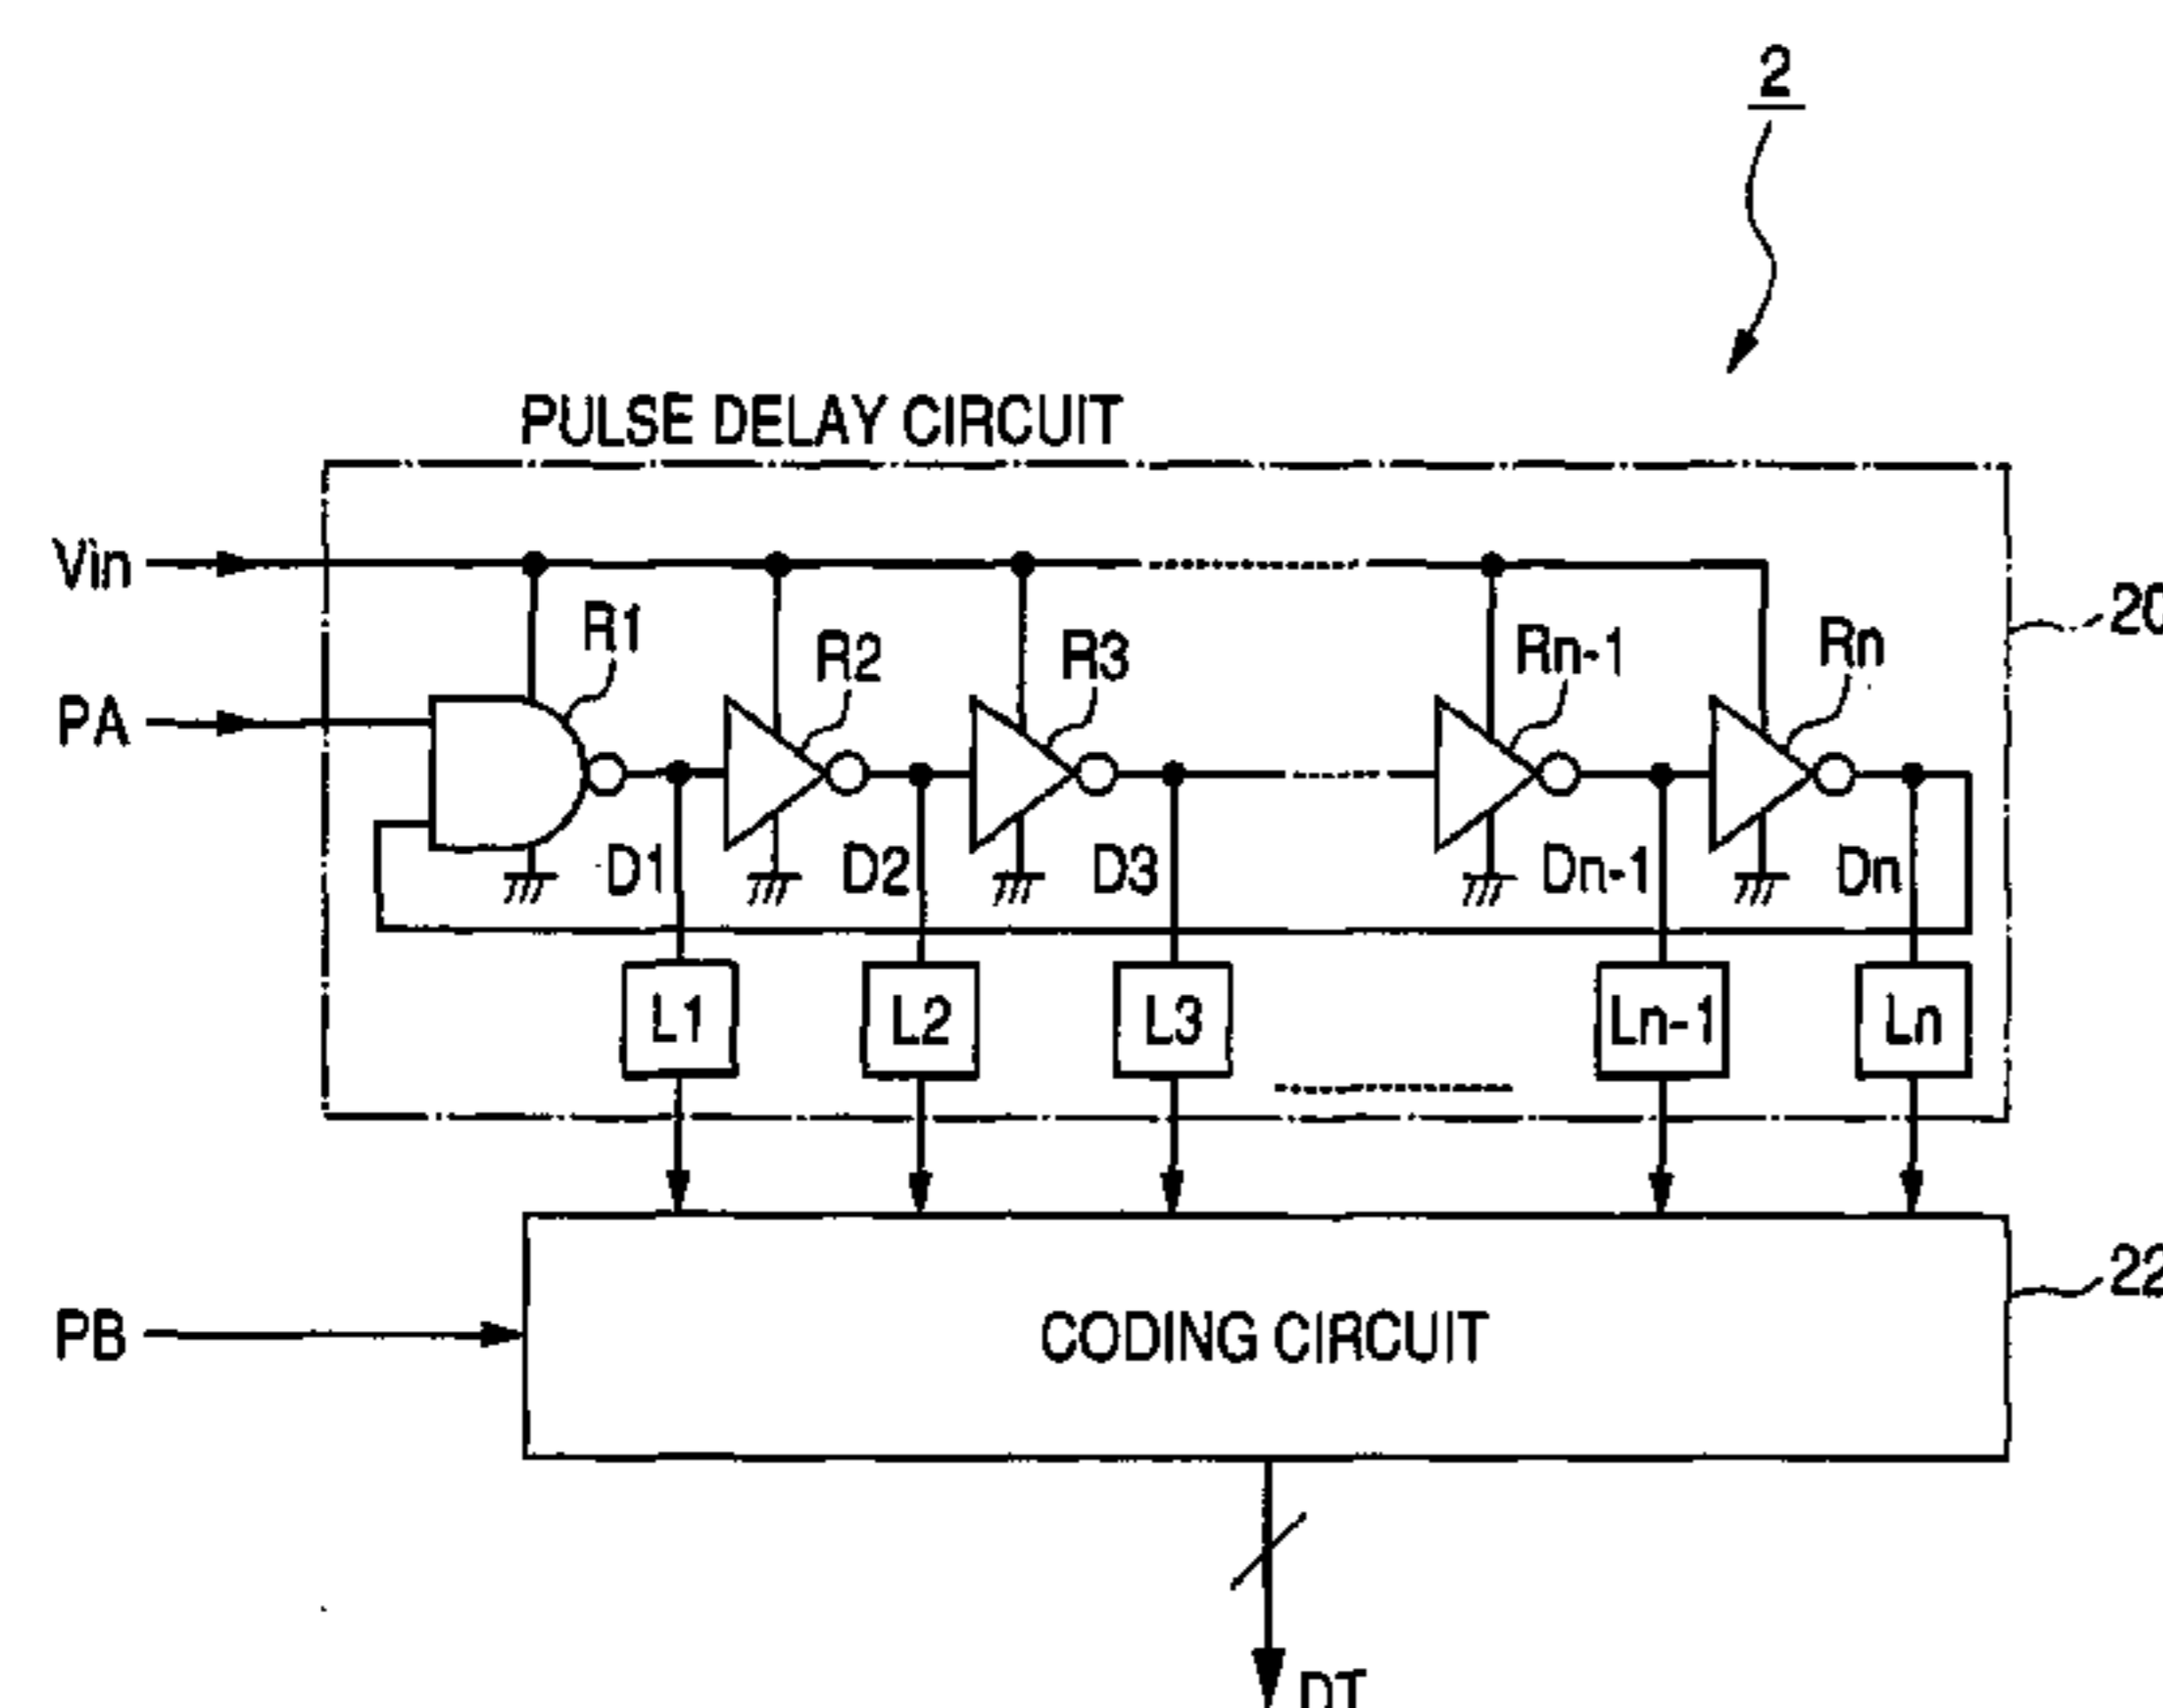 2
PULSE DELAY CIRCUIT
Vin
R1
R2
R3
Rn-1
Rn
20
PA
D1
D2
D3
Dn-1
Dn
L1
L2
L3
Ln-1
Ln
22
PB
CODING CIRCUIT
DT